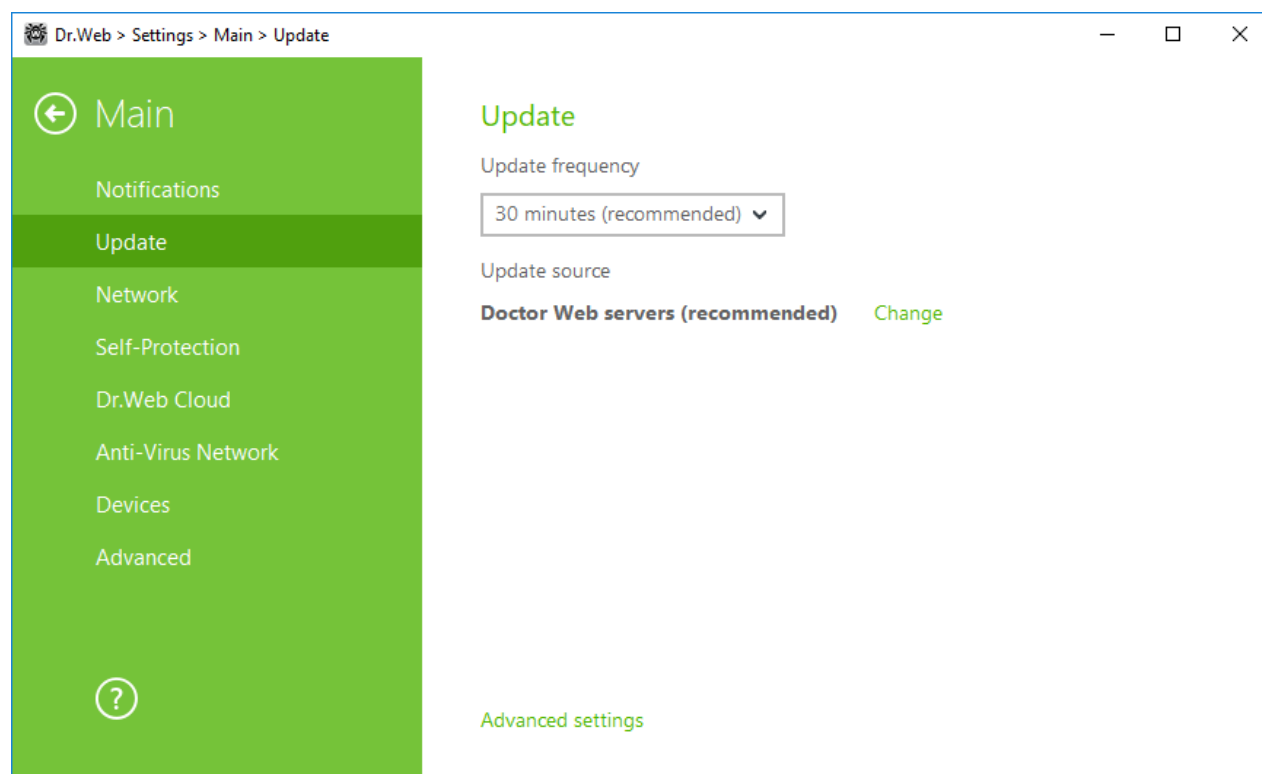 Dr.Web > Settings > Main > Update
Main
Notifications
Update
Network
Self-Protection
Dr.Web Cloud
Anti-Virus Network
Devices
Advanced
?
Update
Update frequency
30 minutes (recommended)
Update source
Doctor Web servers (recommended) Change
Advanced settings